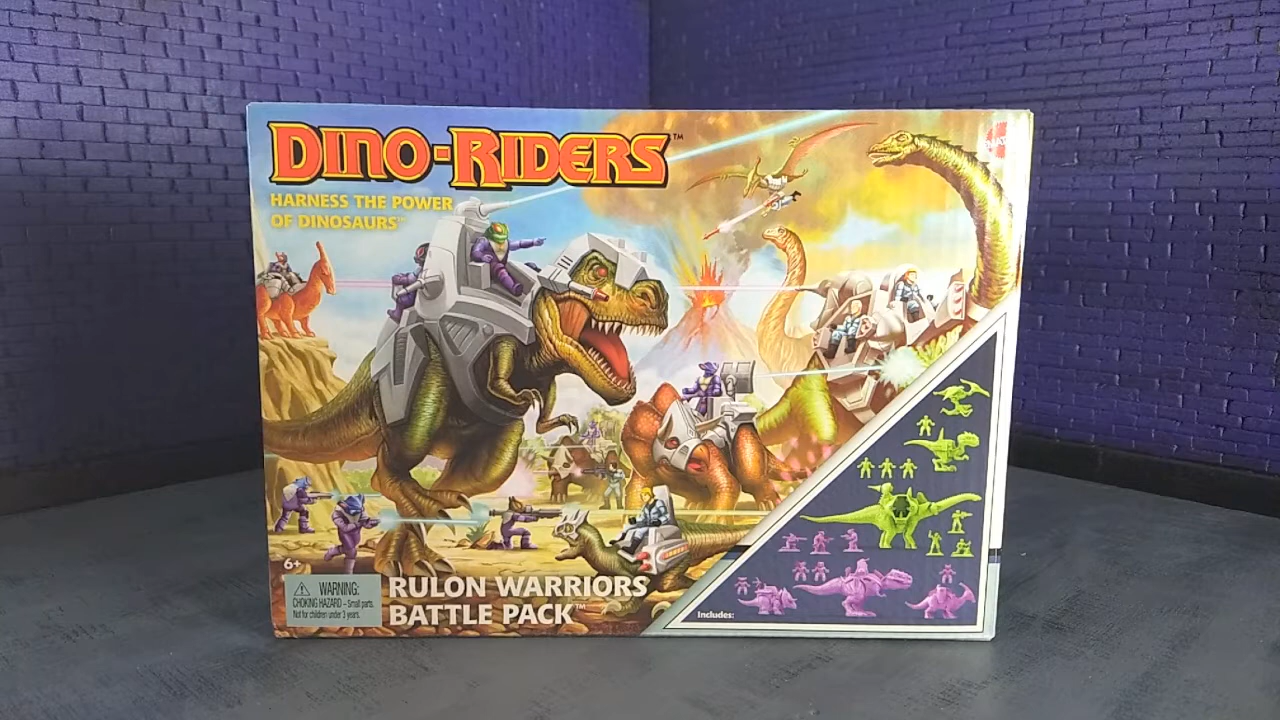 DINO-RIDERS™
HARNESS THE POWER
OF DINOSAURS™
6+
WARNING:
CHOKING HAZARD – Small parts.
Not for children under 3 years.
RULON WARRIORS
BATTLE PACK™
Includes: